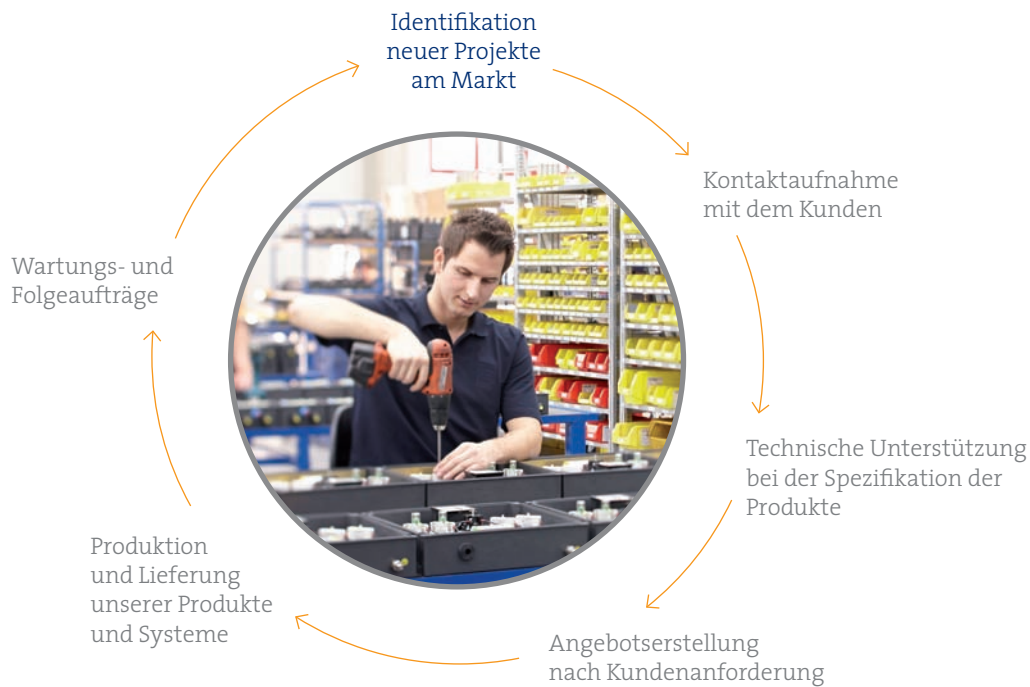 Identifikation
neuer Projekte
am Markt
Kontaktaufnahme
mit dem Kunden
Technische Unterstützung
bei der Spezifikation der
Produkte
Angebotserstellung
nach Kundenanforderung
Produktion
und Lieferung
unserer Produkte
und Systeme
Wartungs- und
Folgeaufträge